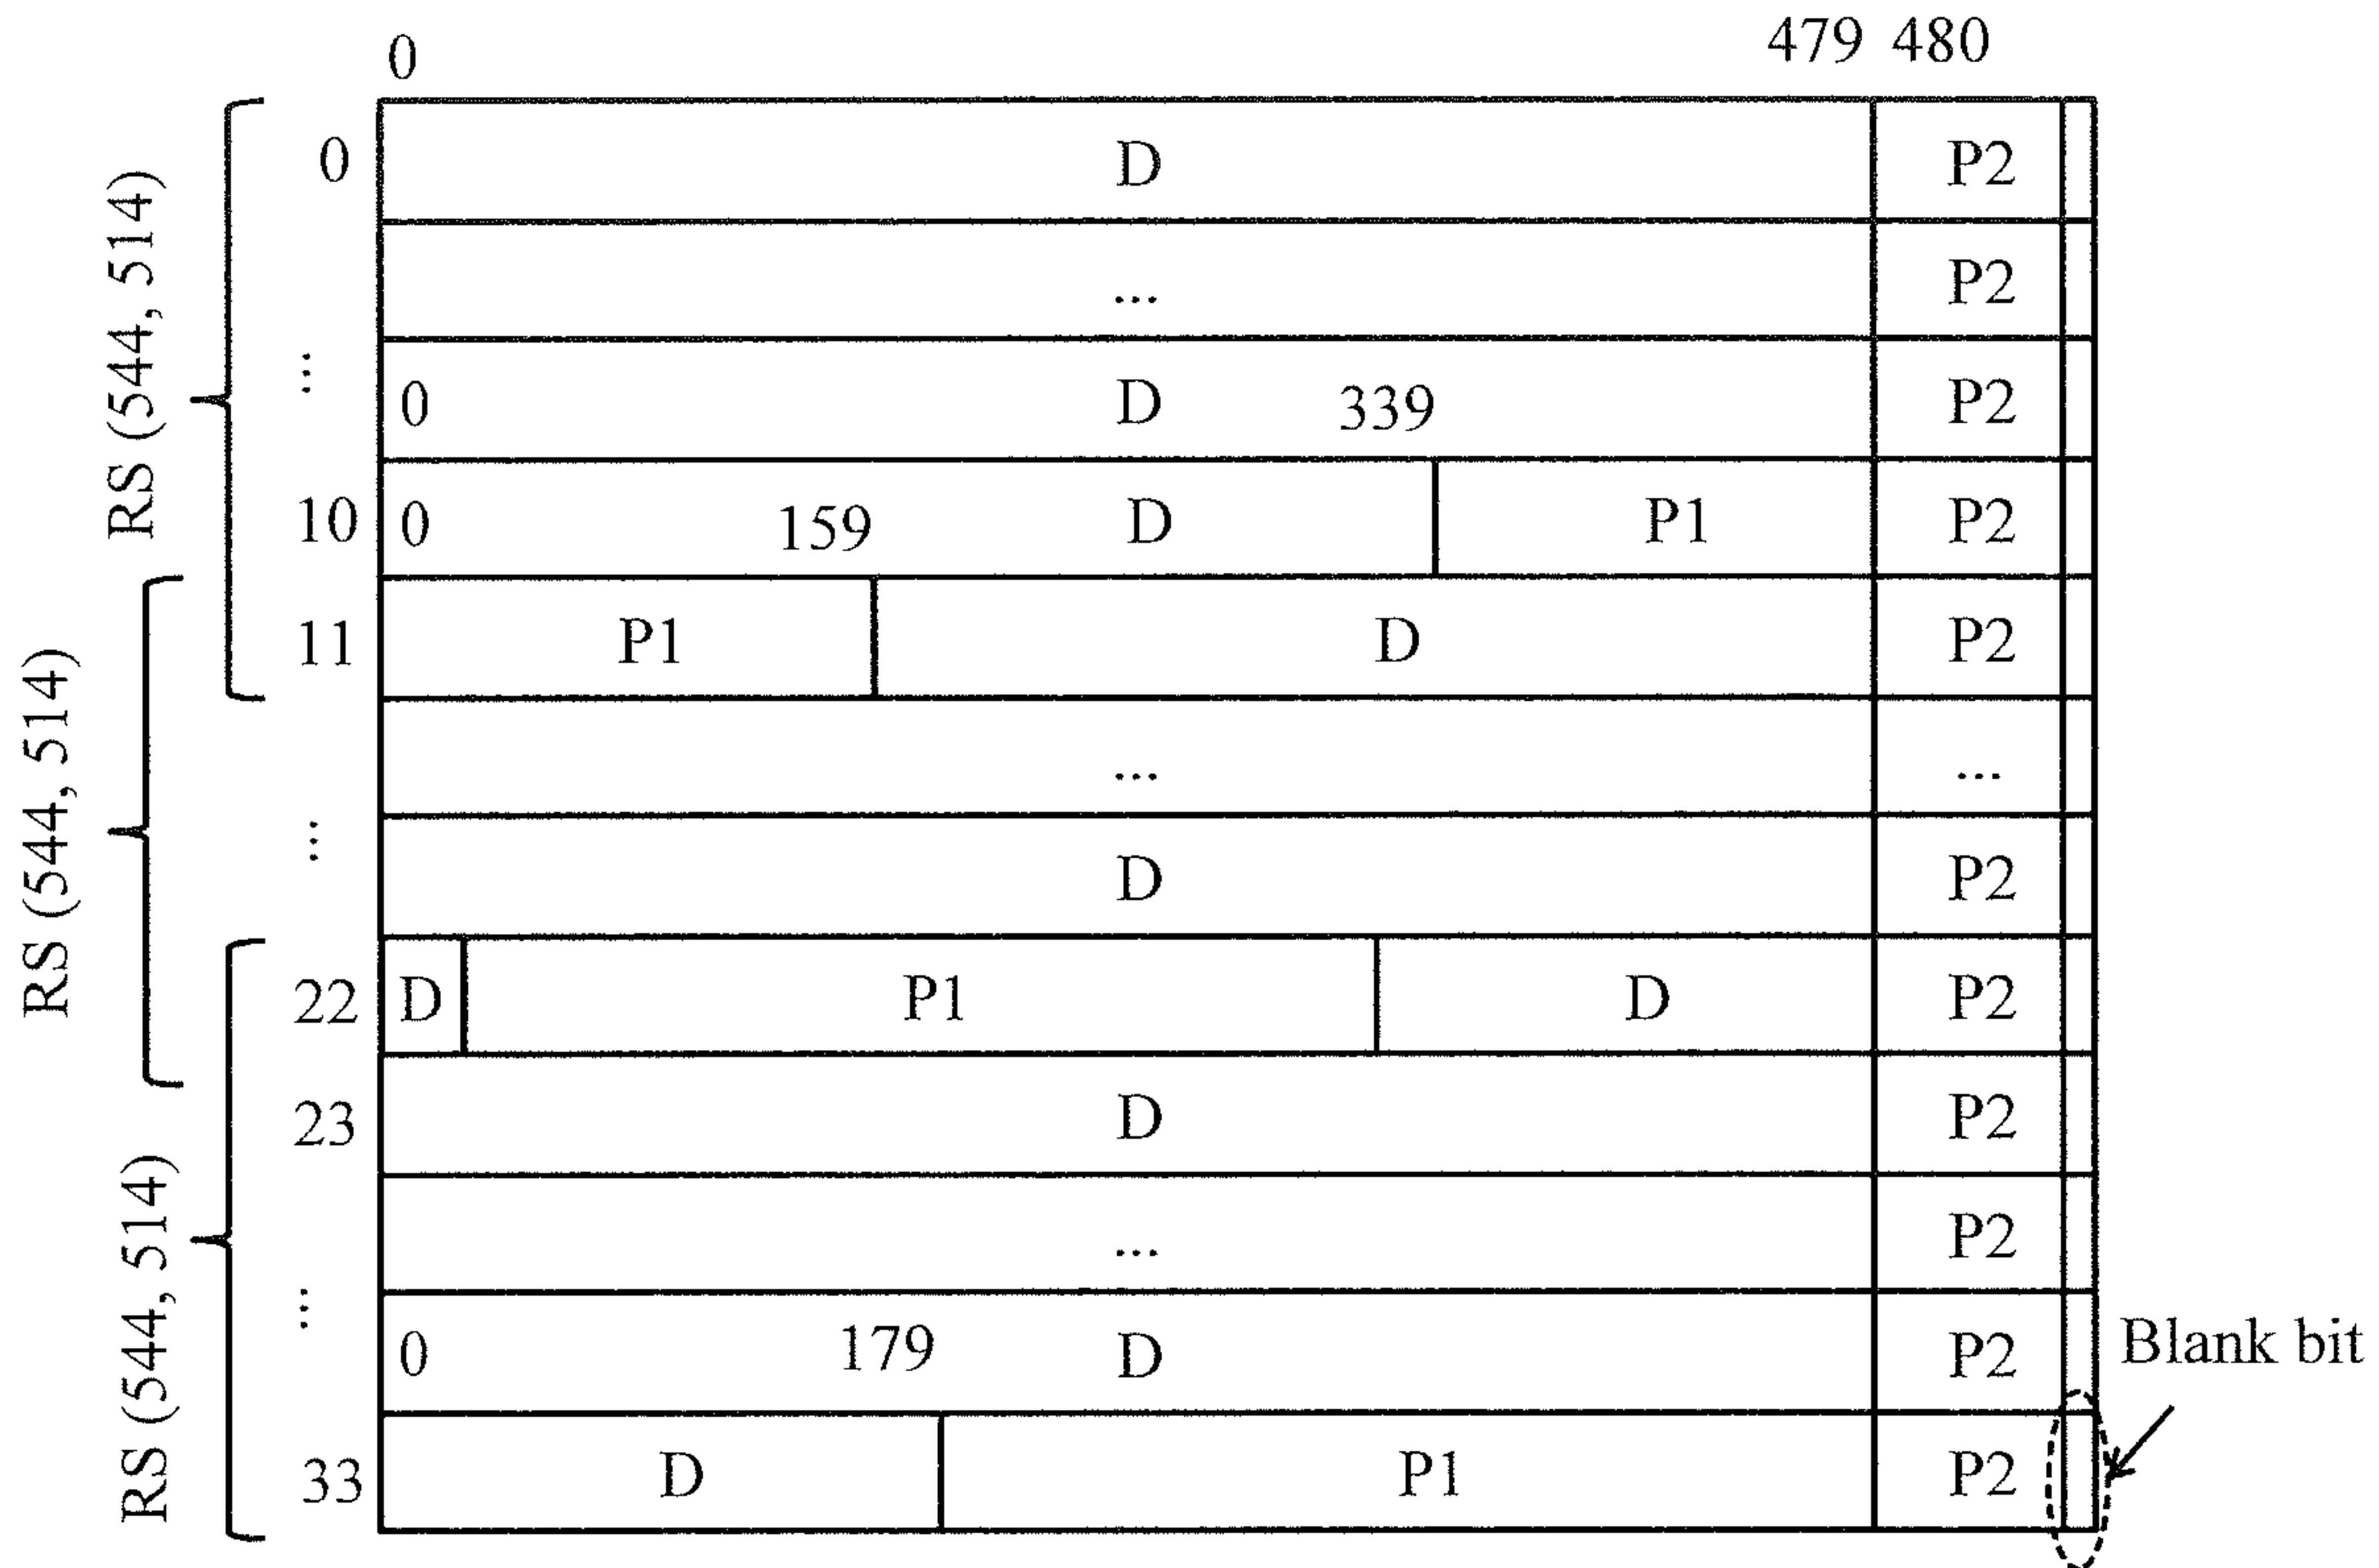 0 479 480
0 D P2
... P2
... 0 D 339 P2
RS (544, 514)
10 0 159 D P1 P2
11 P1 D P2
RS (544, 514)
... ...
... D P2
22 D P1 D P2
23 D P2
RS (544, 514)
... P2
... 0 179 D P2
Blank bit
33 D P1 P2